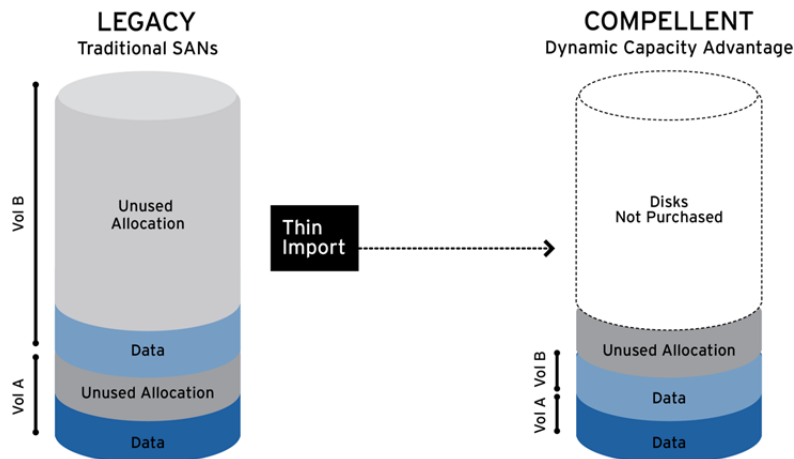 LEGACY
Traditional SANs
Vol B
Unused
Allocation
Data
Vol A
Unused Allocation
Data
Thin
Import
COMPELLENT
Dynamic Capacity Advantage
Disks
Not Purchased
Unused Allocation
Vol B
Data
Vol A
Data